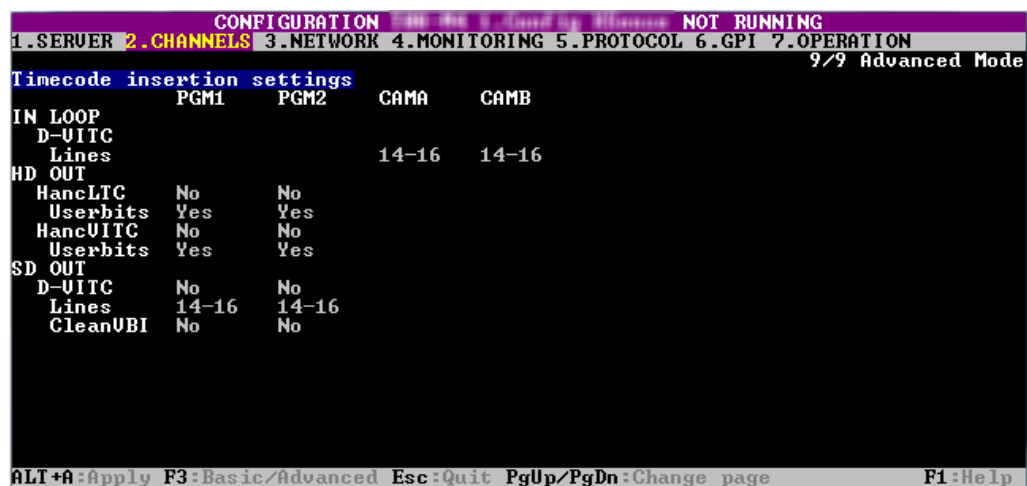 CONFIGURATION NOT RUNNING
1.SERVER 2.CHANNELS 3.NETWORK 4.MONITORING 5.PROTOCOL 6.GPI 7.OPERATION
9/9 Advanced Mode
Timecode insertion settings
PGM1 PGM2 CAMA CAMB
IN LOOP
D-VITC
Lines 14-16 14-16
HD OUT
HancLTC No No
Userbits Yes Yes
HancVITC No No
Userbits Yes Yes
SD OUT
D-VITC No No
Lines 14-16 14-16
CleanVBI No No
ALT+A:Apply F3:Basic/Advanced Esc:Quit PgUp/PgDn:Change page F1:Help